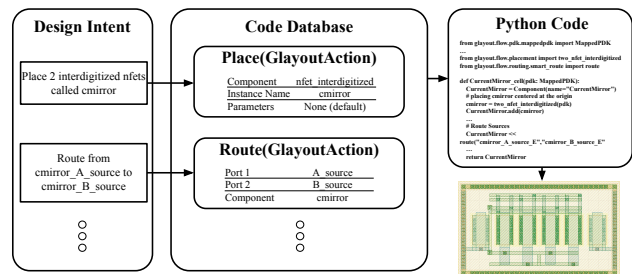 Design Intent
Place 2 interdigitized nfets
called cmirror
Route from
cmirror_A_source to
cmirror_B_source
Code Database
Place(GlayoutAction)
Component nfet_interdigitized
Instance Name cmirror
Parameters None (default)
Route(GlayoutAction)
Port 1 A_source
Port 2 B_source
Component cmirror
Python Code
from glayout.flow.pdk.mappedpdk import MappedPDK
....
from glayout.flow.placement import two_nfet_interdigitized
from glayout.flow.routing.smart_route import route
def CurrentMirror_cell(pdk: MappedPDK):
CurrentMirror = Component(name="CurrentMirror")
# placing cmirror centered at the origin
cmirror = two_nfet_interdigitized(pdk)
CurrentMirror.add(cmirror)
...
# Route Sources
CurrentMirror <<
route("cmirror_A_source_E","cmirror_B_source_E"
...
return CurrentMirror